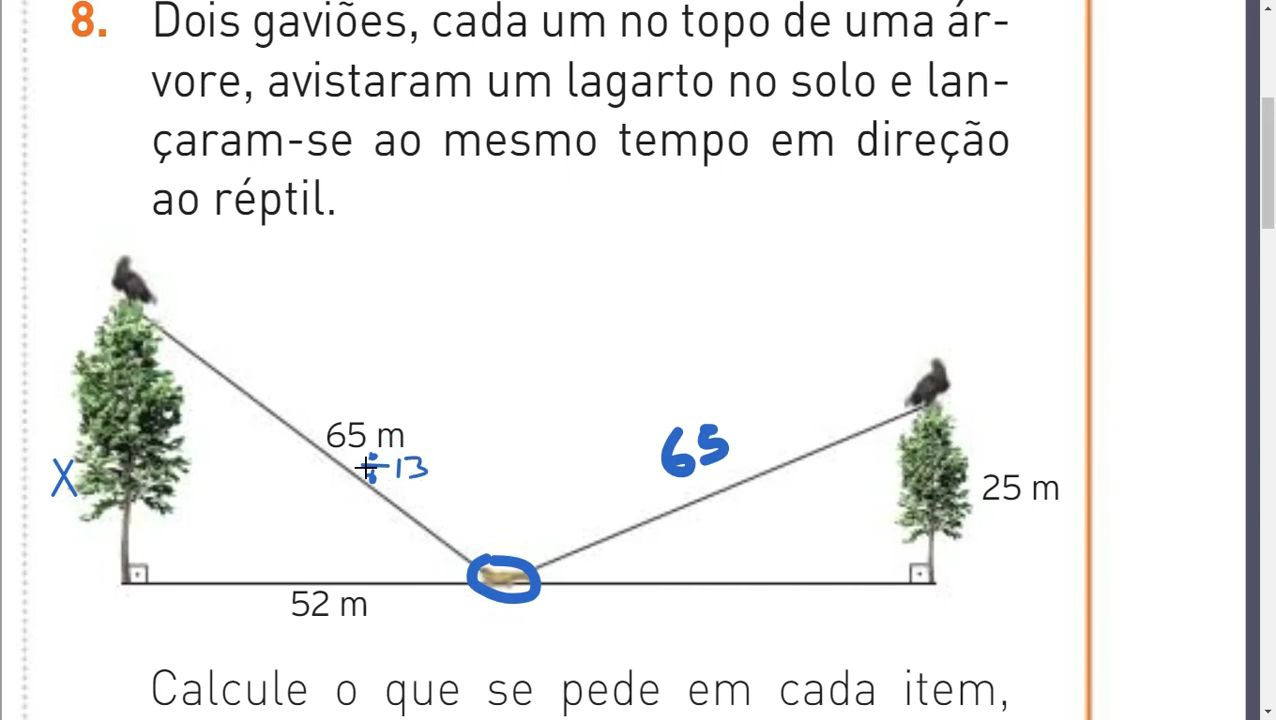 8. Dois gaviões, cada um no topo de uma ár-
vore, avistaram um lagarto no solo e lan-
çaram-se ao mesmo tempo em direção
ao réptil.
65 m
÷13
65
X
25 m
52 m
Calcule o que se pede em cada item,